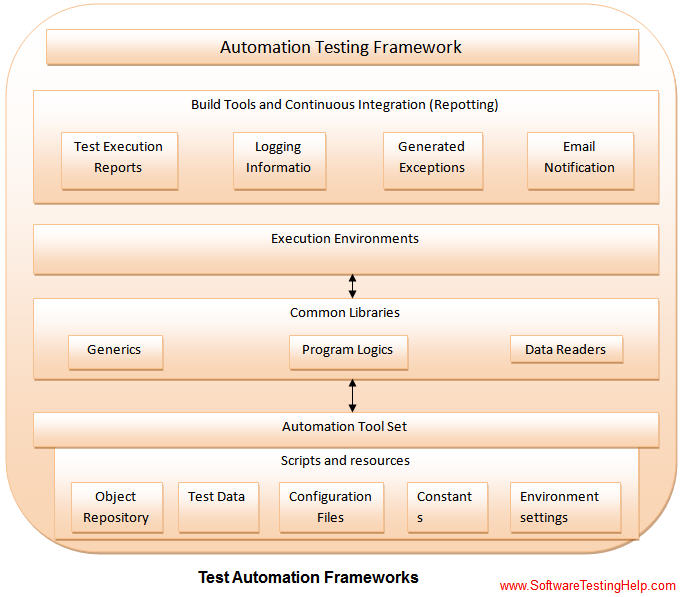 Automation Testing Framework
Build Tools and Continuous Integration (Repotting)
Test Execution
Reports
Logging
Informatio
Generated
Exceptions
Email
Notification
Execution Environments
Common Libraries
Generics
Program Logics
Data Readers
Automation Tool Set
Scripts and resources
Object
Repository
Test Data
Configuration
Files
Constant
s
Environment
settings
Test Automation Frameworks
www.SoftwareTestingHelp.com